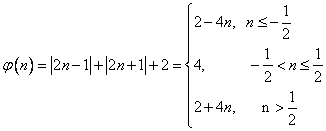 φ(n) = |2n−1| + |2n+1| + 2 = { 2−4n, n ≤ −1/2
4, −1/2 < n ≤ 1/2
2+4n, n > 1/2